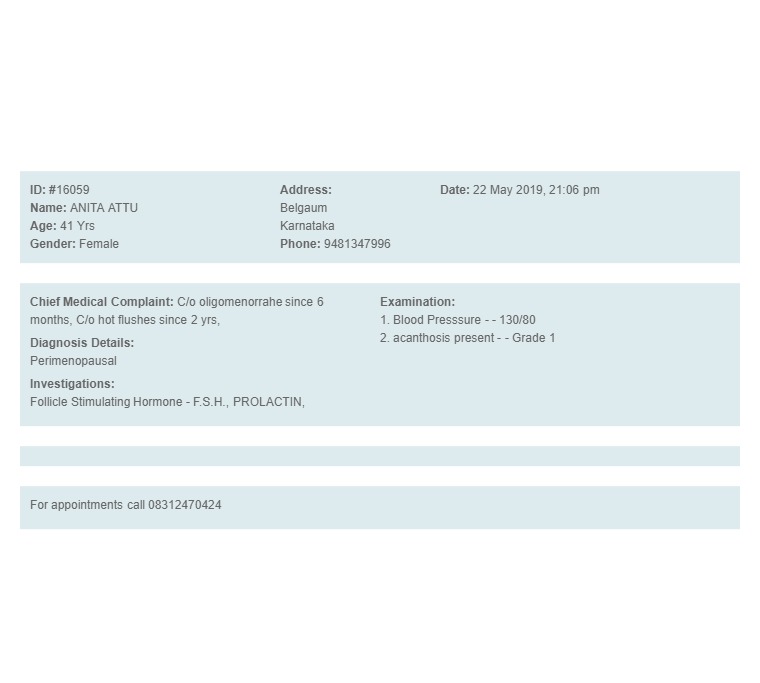 ID: #16059
Name: ANITA ATTU
Age: 41 Yrs
Gender: Female
Address:
Belgaum
Karnataka
Phone: 9481347996
Date: 22 May 2019, 21:06 pm
Chief Medical Complaint: C/o oligomenorrahe since 6
months, C/o hot flushes since 2 yrs,
Diagnosis Details:
Perimenopausal
Investigations:
Follicle Stimulating Hormone - F.S.H., PROLACTIN,
Examination:
1. Blood Presssure - - 130/80
2. acanthosis present - - Grade 1
For appointments call 08312470424